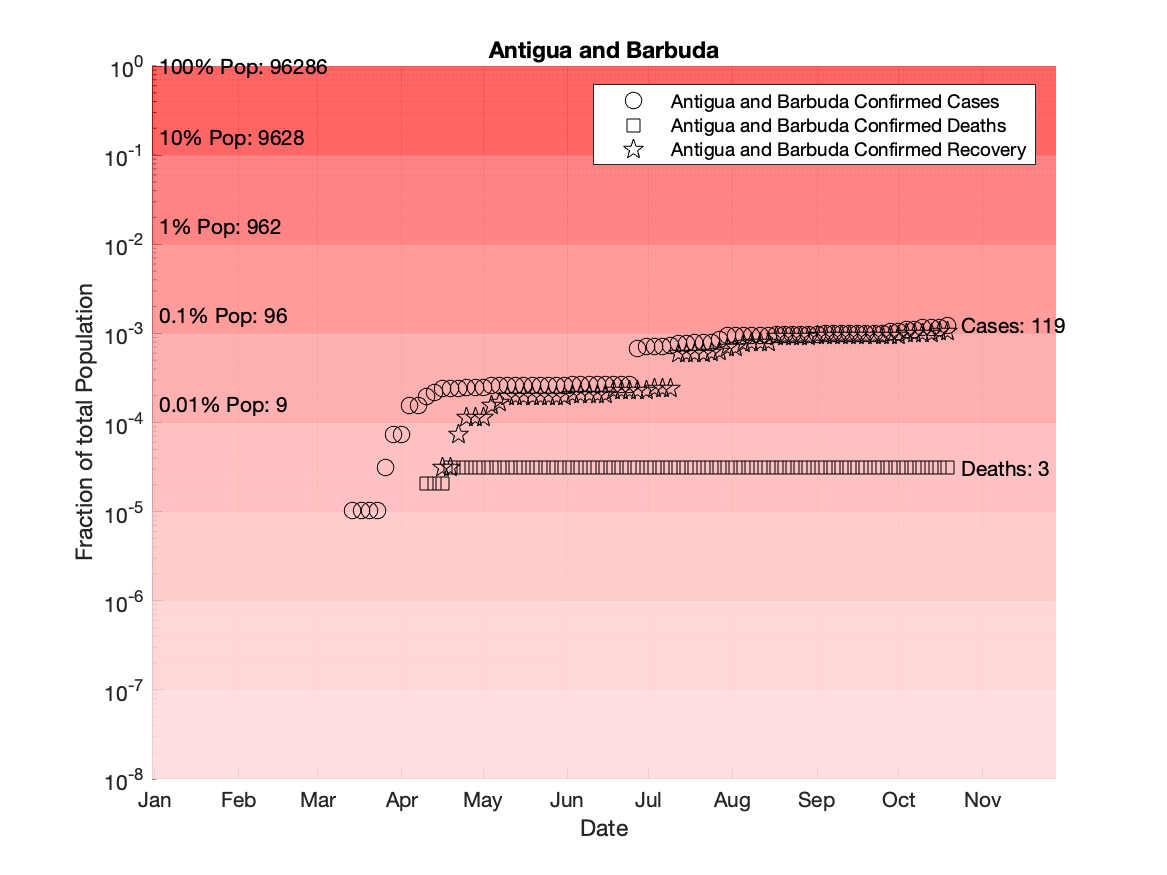 Antigua and Barbuda
10^0
100% Pop: 96286
Antigua and Barbuda Confirmed Cases
Antigua and Barbuda Confirmed Deaths
Antigua and Barbuda Confirmed Recovery
10% Pop: 9628
10^-1
1% Pop: 962
10^-2
0.1% Pop: 96
10^-3
Cases: 119
0.01% Pop: 9
10^-4
Deaths: 3
10^-5
10^-6
10^-7
10^-8
Fraction of total Population
Jan Feb Mar Apr May Jun Jul Aug Sep Oct Nov
Date